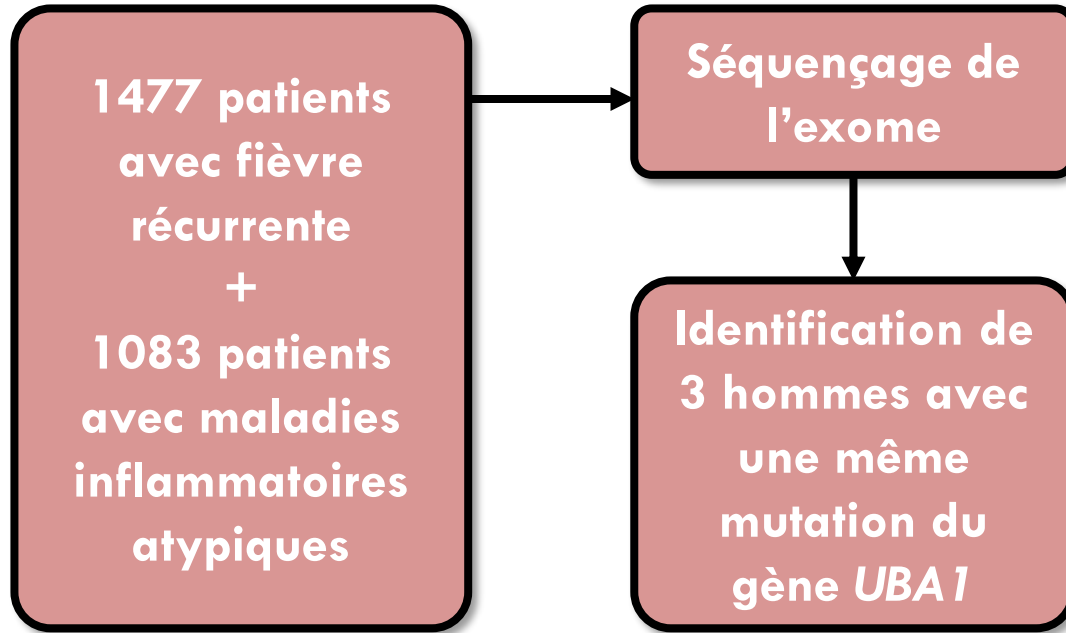 1477 patients
avec fièvre
récurrente
+
1083 patients
avec maladies
inflammatoires
atypiques
Séquençage de
l’exome
Identification de
3 hommes avec
une même
mutation du
gène UBA1